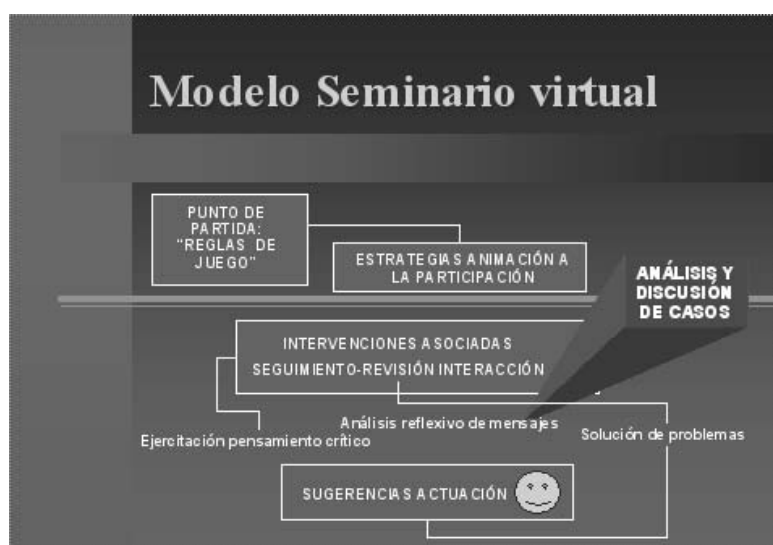 Modelo Seminario virtual
PUNTO DE
PARTIDA:
"REGLAS DE
JUEGO"
ESTRATEGIAS ANIMACIÓN A
LA PARTICIPACIÓN
ANÁLISIS Y
DISCUSIÓN
DE CASOS
INTERVENCIONES ASOCIADAS
SEGUIMIENTO-REVISIÓN INTERACCIÓN
Ejercitación pensamiento crítico
Análisis reflexivo de mensajes
Solución de problemas
SUGERENCIAS ACTUACIÓN